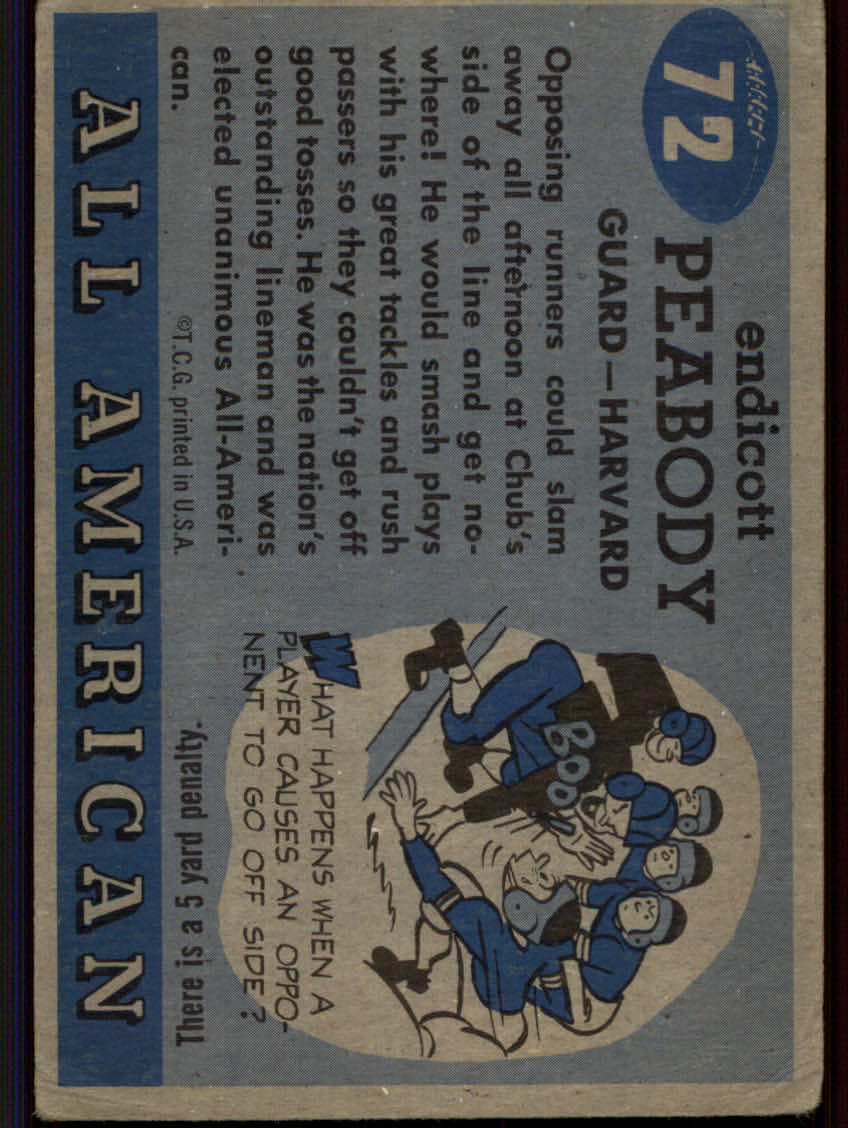 72
endicott
PEABODY
GUARD—HARVARD
Opposing runners could slam
away all afternoon at Chub's
side of the line and get no-
where! He would smash plays
with his great tackles and rush
passers so they couldn't get off
good tosses. He was the nation's
outstanding lineman and was
elected unanimous All-Ameri-
can.
©T.C.G. printed in U.S.A.
BOO
WHAT HAPPENS WHEN A
PLAYER CAUSES AN OPPO-
NENT TO GO OFF SIDE?
There is a 5 yard penalty.
ALL AMERICAN